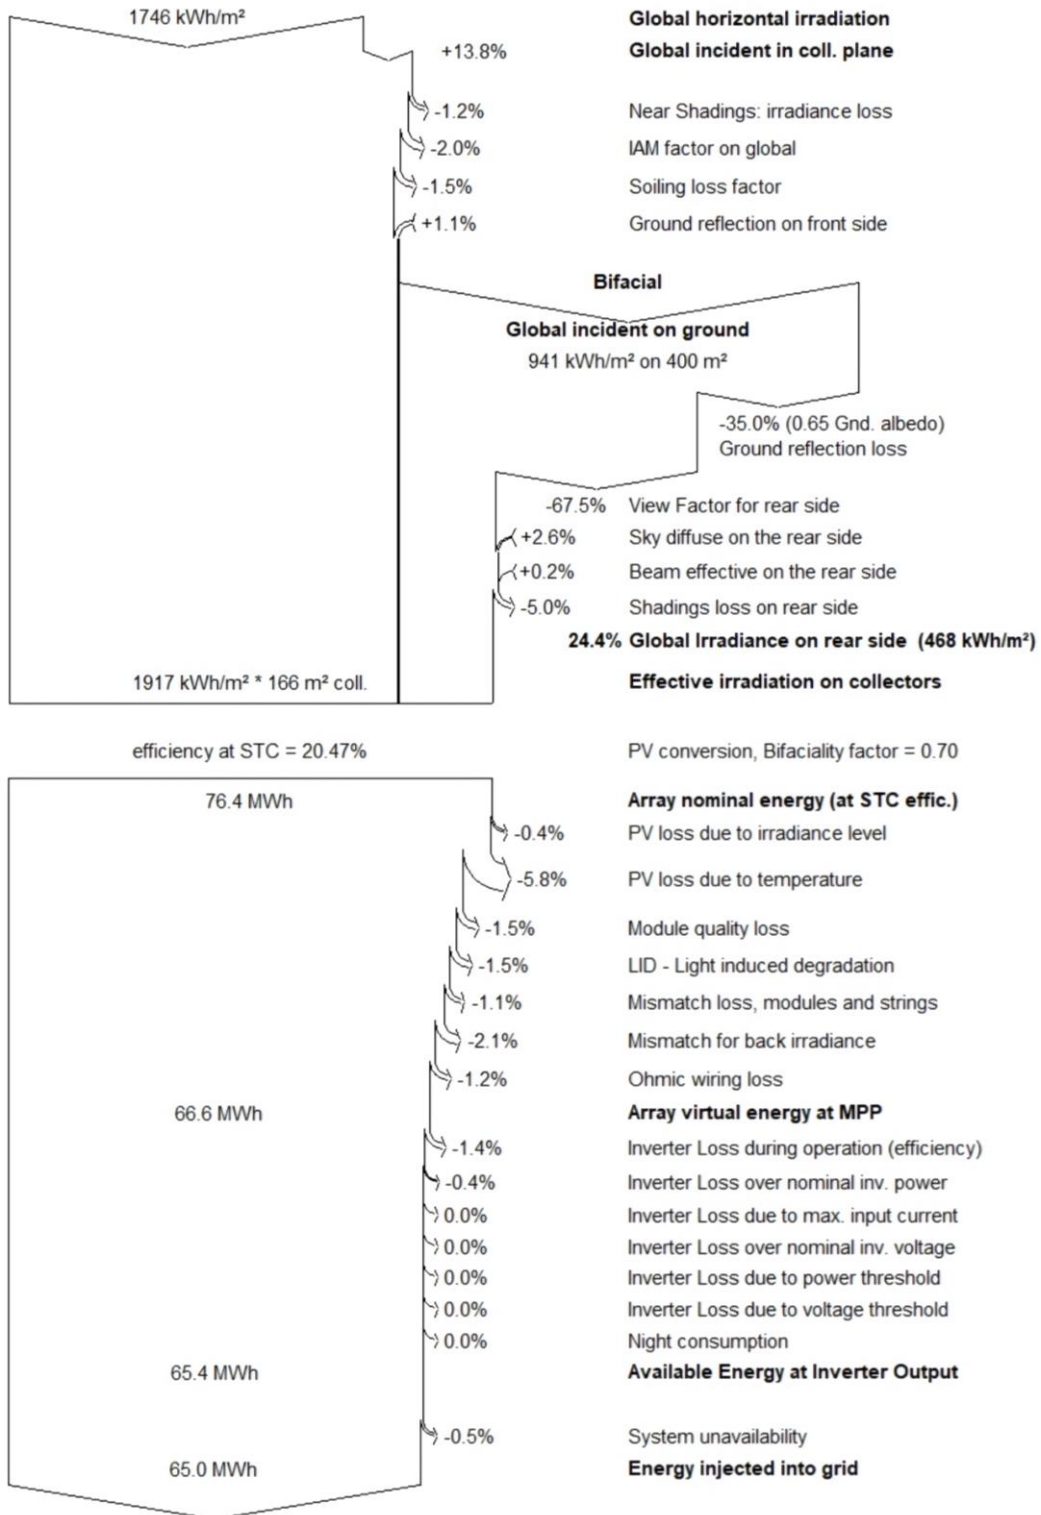 1746 kWh/m² Global horizontal irradiation
+13.8% Global incident in coll. plane
-1.2% Near Shadings: irradiance loss
-2.0% IAM factor on global
-1.5% Soiling loss factor
+1.1% Ground reflection on front side
Bifacial
Global incident on ground
941 kWh/m² on 400 m²
-35.0% (0.65 Gnd. albedo)
Ground reflection loss
-67.5% View Factor for rear side
+2.6% Sky diffuse on the rear side
+0.2% Beam effective on the rear side
-5.0% Shadings loss on rear side
24.4% Global Irradiance on rear side (468 kWh/m²)
1917 kWh/m² * 166 m² coll. Effective irradiation on collectors
efficiency at STC = 20.47% PV conversion, Bifaciality factor = 0.70
76.4 MWh Array nominal energy (at STC effic.)
-0.4% PV loss due to irradiance level
-5.8% PV loss due to temperature
-1.5% Module quality loss
-1.5% LID - Light induced degradation
-1.1% Mismatch loss, modules and strings
-2.1% Mismatch for back irradiance
-1.2% Ohmic wiring loss
66.6 MWh Array virtual energy at MPP
-1.4% Inverter Loss during operation (efficiency)
-0.4% Inverter Loss over nominal inv. power
0.0% Inverter Loss due to max. input current
0.0% Inverter Loss over nominal inv. voltage
0.0% Inverter Loss due to power threshold
0.0% Inverter Loss due to voltage threshold
0.0% Night consumption
65.4 MWh Available Energy at Inverter Output
-0.5% System unavailability
65.0 MWh Energy injected into grid